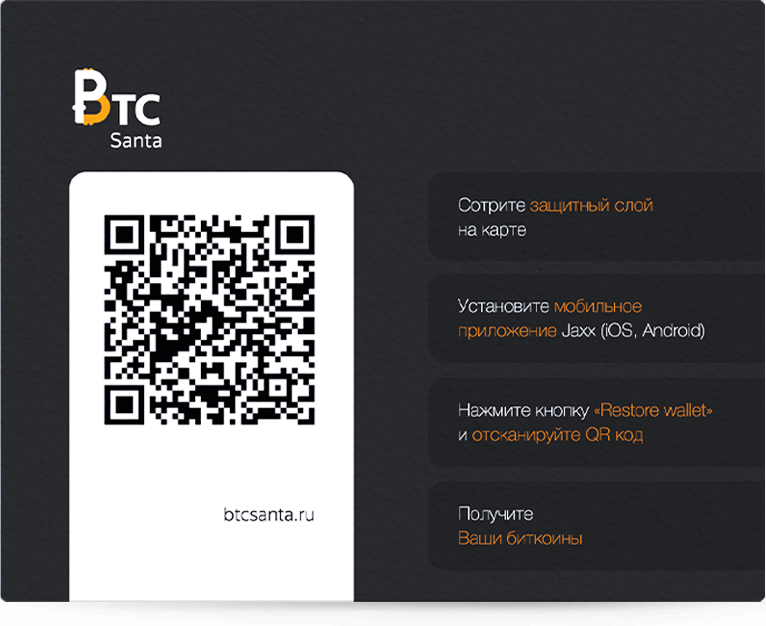 BTC
Santa
Сотрите защитный слой
на карте
Установите мобильное
приложение Jaxx (iOS, Android)
Нажмите кнопку «Restore wallet»
и отсканируйте QR код
Получите
Ваши биткоины
btcsanta.ru